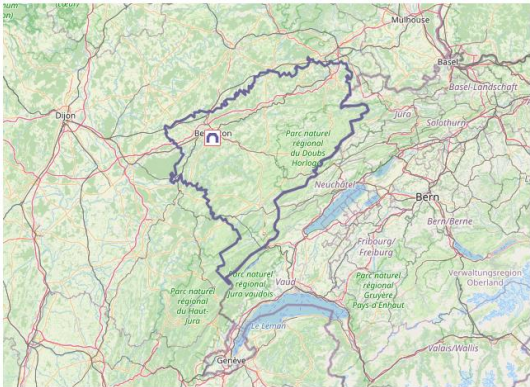 Mulhouse
Basel
Basel-Landschaft
Dijon
Jura
Solothurn
Parc naturel
régional
du Doubs
Neuchâtel
Bern
Bern/Berne
Fribourg/
Freiburg
Verwaltungsregion
Oberland
Parc naturel
régional
Jura vaudois
Vaud
Parc naturel
régional
Gruyère
Pays-d'Enhaut
Parc naturel
régional
du Haut-
Jura
Le Léman
Valais/Wallis
Genève